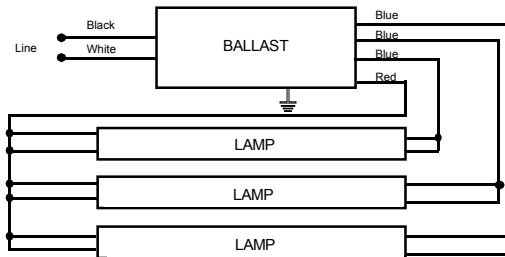 Blue
Black
Blue
Line
White
BALLAST
Blue
Red
LAMP
LAMP
LAMP